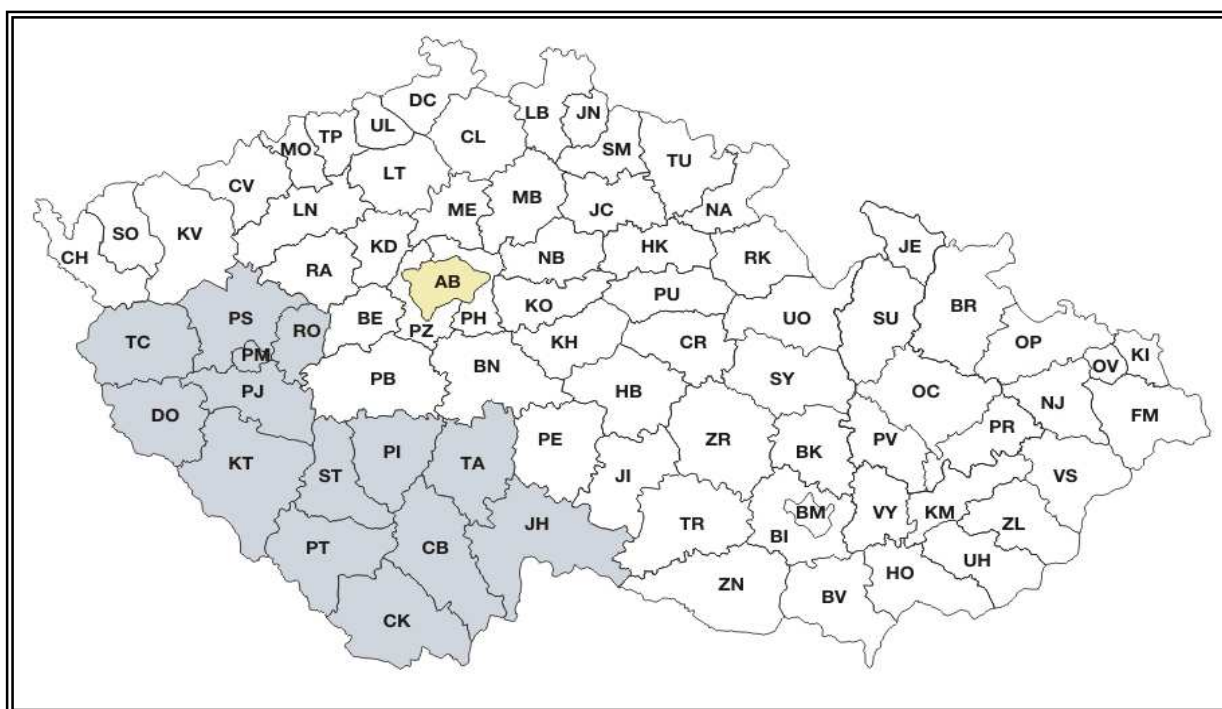 DC
LB
JN
UL
TP
CL
MO
SM
TU
LT
CV
MB
LN
ME
JC
NA
SO
KV
KD
HK
JE
CH
RA
NB
RK
AB
KO
PU
BR
PS
RO
BE
PZ
PH
UO
SU
TC
KH
CR
OP
KI
PM
OV
BN
PB
SY
PJ
HB
OC
NJ
DO
FM
PE
ZR
PR
KT
ST
PI
TA
BK
PV
JI
VS
JH
TR
BM
VY
KM
ZL
PT
CB
BI
UH
HO
ZN
BV
CK